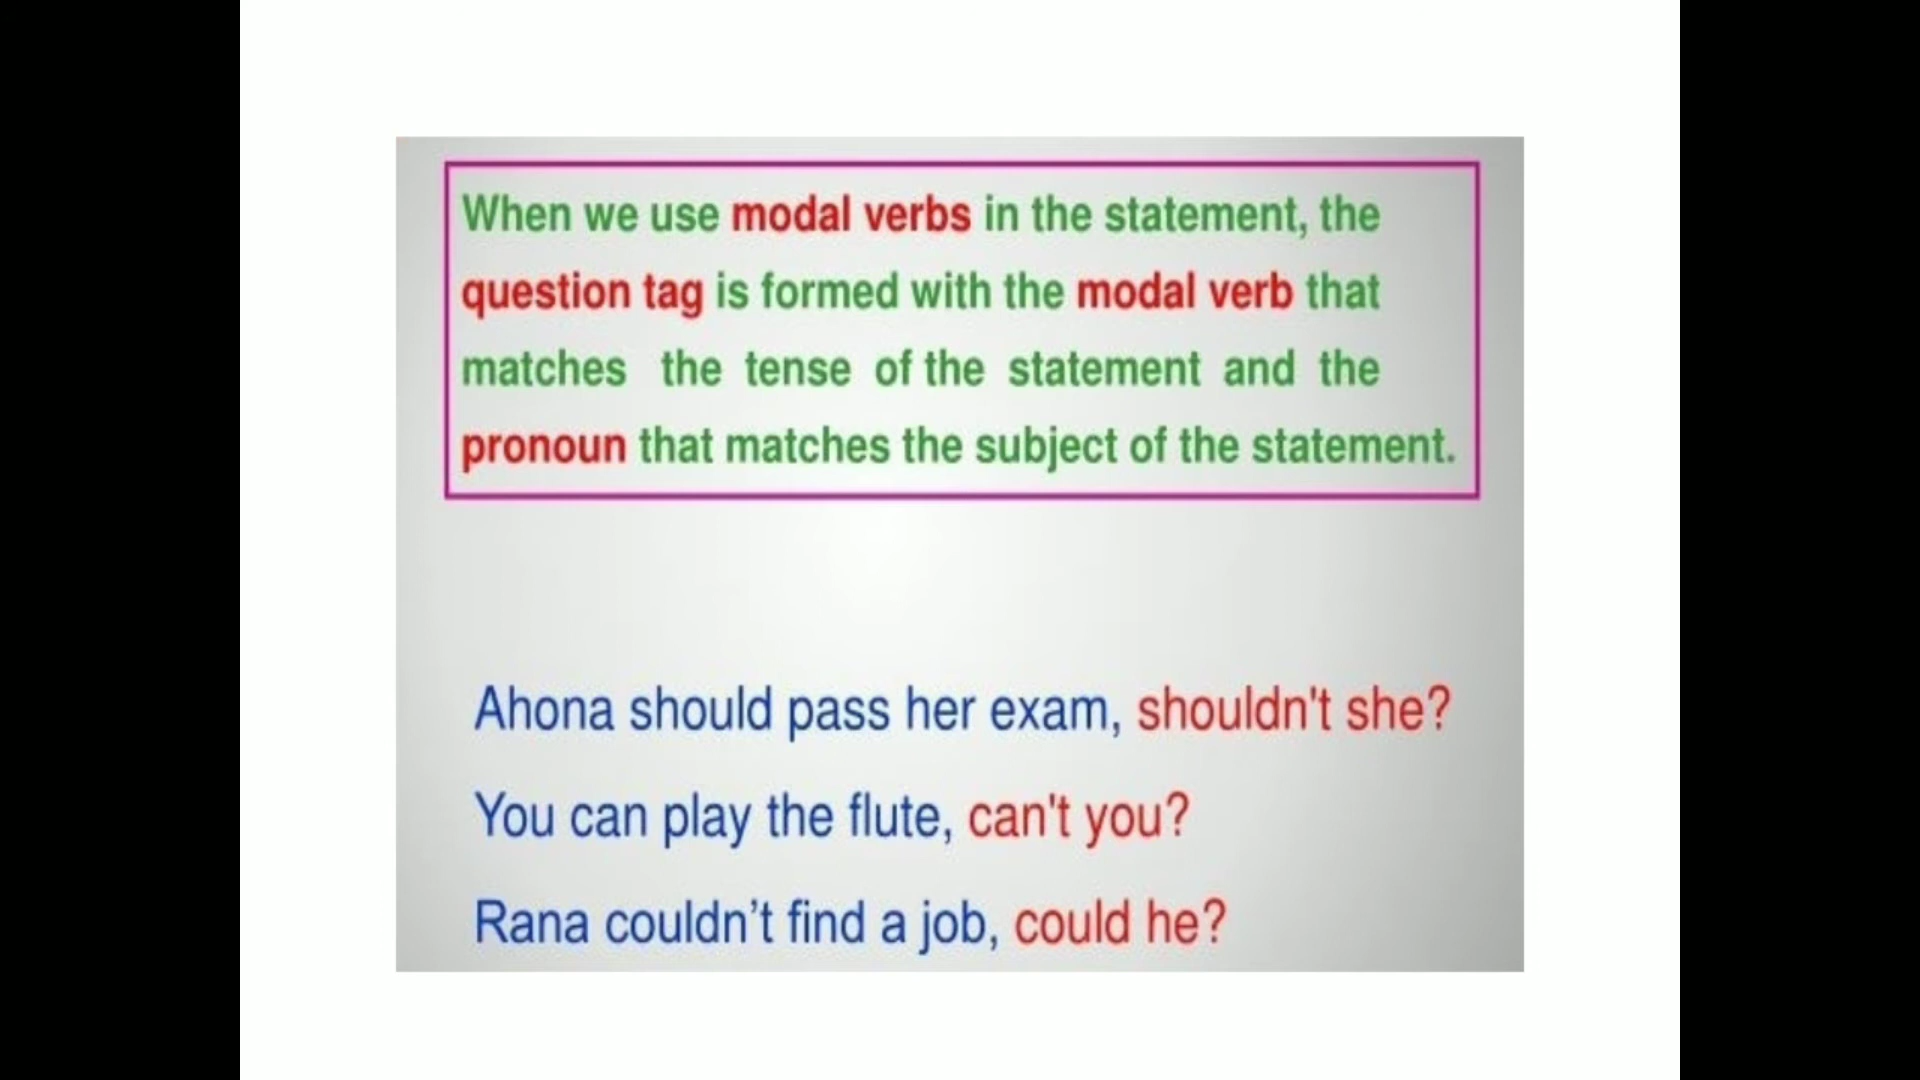 When we use modal verbs in the statement, the
question tag is formed with the modal verb that
matches the tense of the statement and the
pronoun that matches the subject of the statement.
Ahona should pass her exam, shouldn't she?
You can play the flute, can't you?
Rana couldn’t find a job, could he?